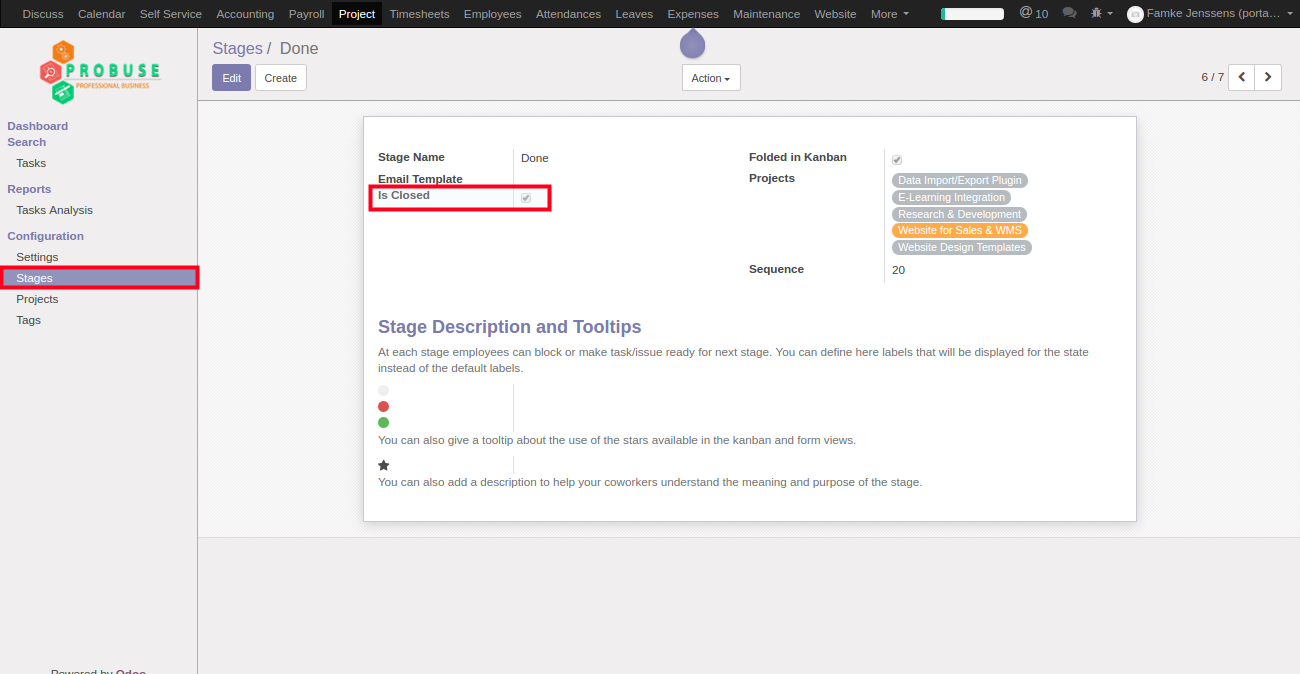 Discuss Calendar Self Service Accounting Payroll Project Timesheets Employees Attendances Leaves Expenses Maintenance Website More @ 10 Famke Jenssens (porta…
PROBUSE
PROFESSIONAL BUSINESS
Stages / Done
Edit Create Action 6 / 7
Dashboard
Search
Tasks
Reports
Tasks Analysis
Configuration
Settings
Stages
Projects
Tags
Stage Name Done
Email Template
Is Closed
Folded in Kanban
Projects Data Import/Export Plugin
E-Learning Integration
Research & Development
Website for Sales & WMS
Website Design Templates
Sequence 20
Stage Description and Tooltips
At each stage employees can block or make task/issue ready for next stage. You can define here labels that will be displayed for the state
instead of the default labels.
You can also give a tooltip about the use of the stars available in the kanban and form views.
You can also add a description to help your coworkers understand the meaning and purpose of the stage.
Powered by Odoo